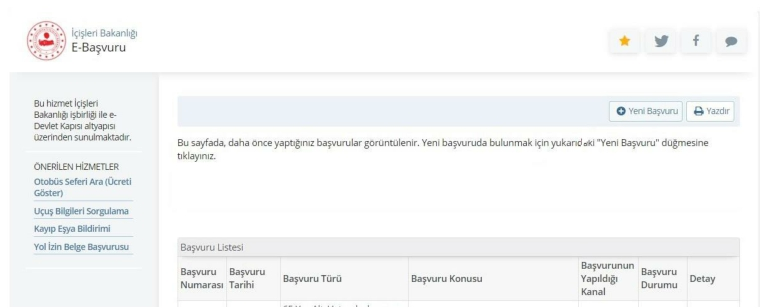 İçişleri Bakanlığı
E-Başvuru
Bu hizmet İçişleri
Bakanlığı işbirliği ile e-
Devlet Kapısı altyapısı
üzerinden sunulmaktadır.
ÖNERİLEN HİZMETLER
Otobüs Seferi Ara (Ücreti
Göster)
Uçuş Bilgileri Sorgulama
Kayıp Eşya Bildirimi
Yol İzin Belge Başvurusu
Yeni Başvuru Yazdır
Bu sayfada, daha önce yaptığınız başvurular görüntülenir. Yeni başvuruda bulunmak için yukarıdaki "Yeni Başvuru" düğmesine
tıklayınız.
Başvuru Listesi
Başvuru Numarası
Başvuru Tarihi
Başvuru Türü
Başvuru Konusu
Başvurunun Yapıldığı Kanal
Başvuru Durumu
Detay